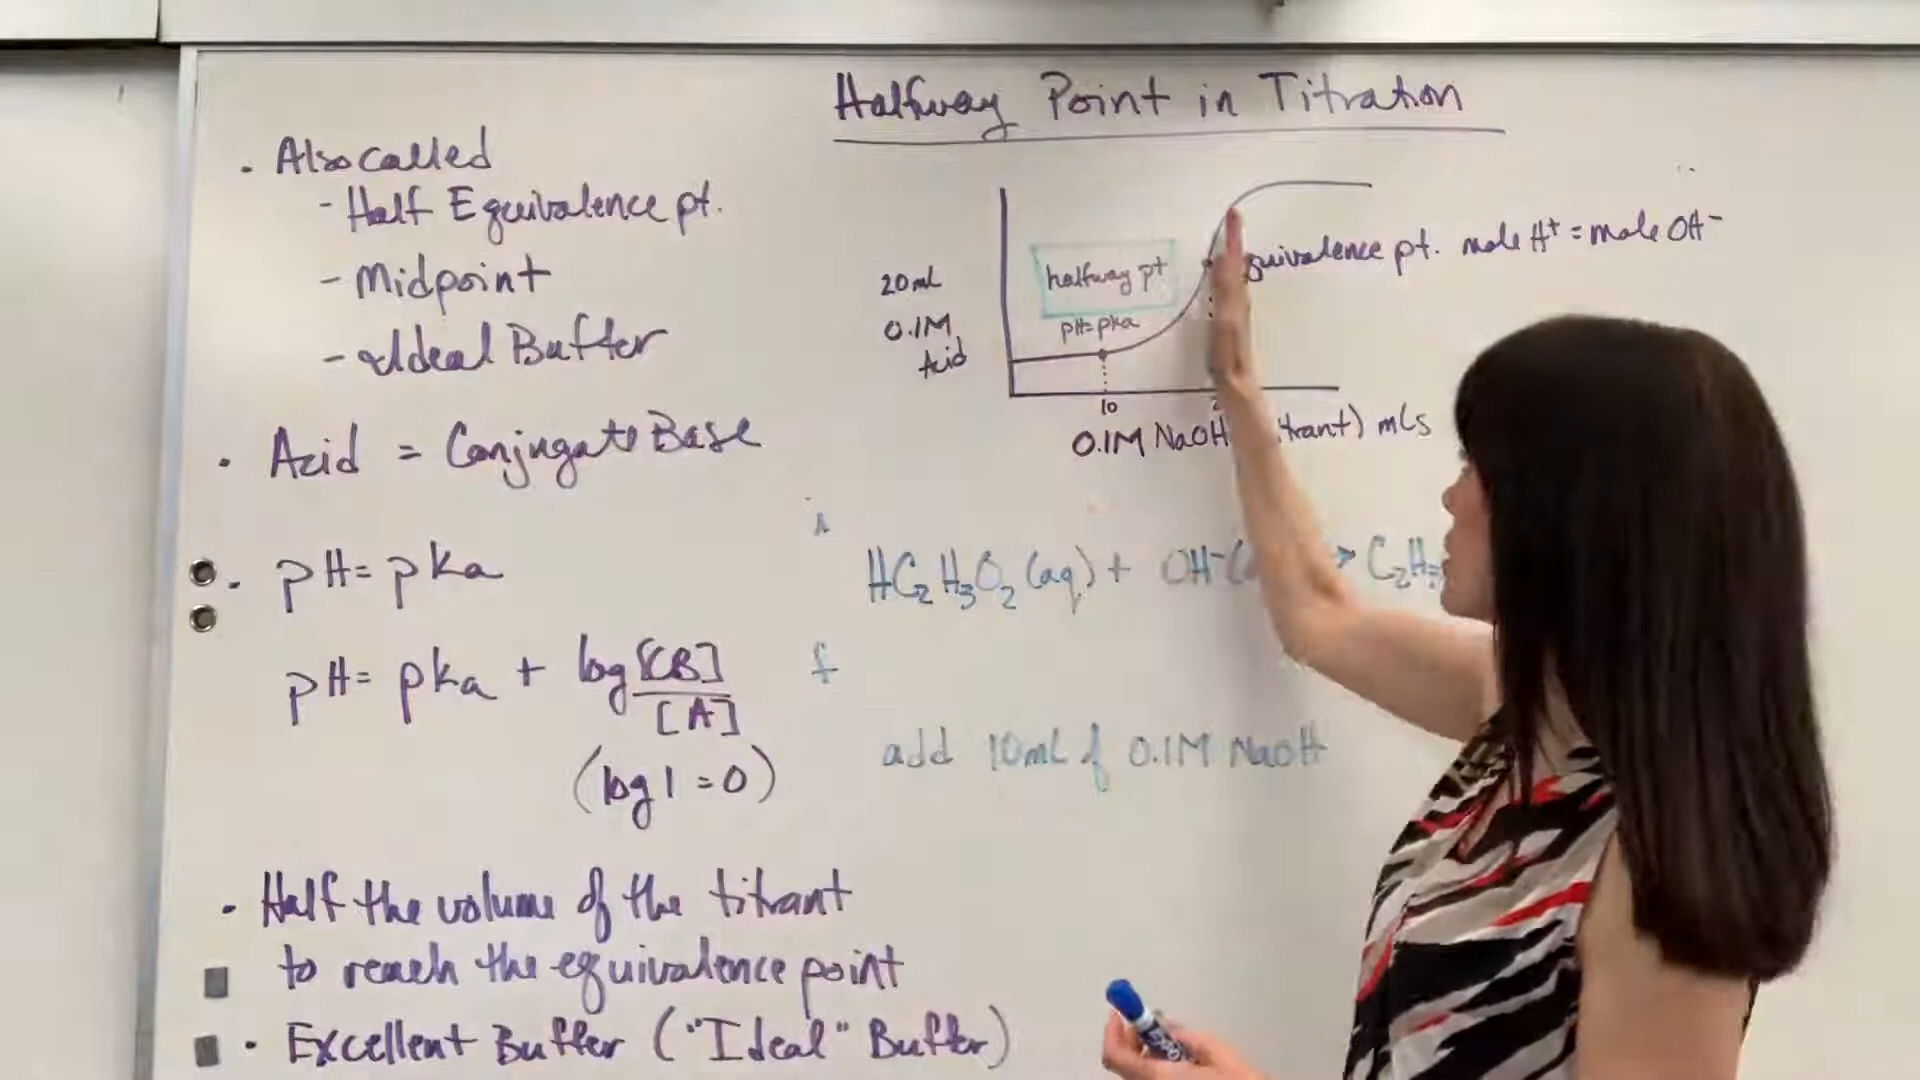 Halfway Point in Titration
· Also called
- Half Equivalence pt.
- Midpoint
- Ideal Buffer
· Acid = Conjugate Base
· pH = pKa
pH = pKa + log [CB]
[A]
(log 1 = 0)
· Half the volume of the titrant
to reach the equivalence point
· Excellent Buffer ("Ideal" Buffer)
20mL
0.1M
Acid
halfway pt
pH=pKa
pt. mole H+ = mole OH-
10
0.1M NaOH mLs
i
HC2H3O2 (aq) + OH-
f
add 10mL of 0.1M NaOH